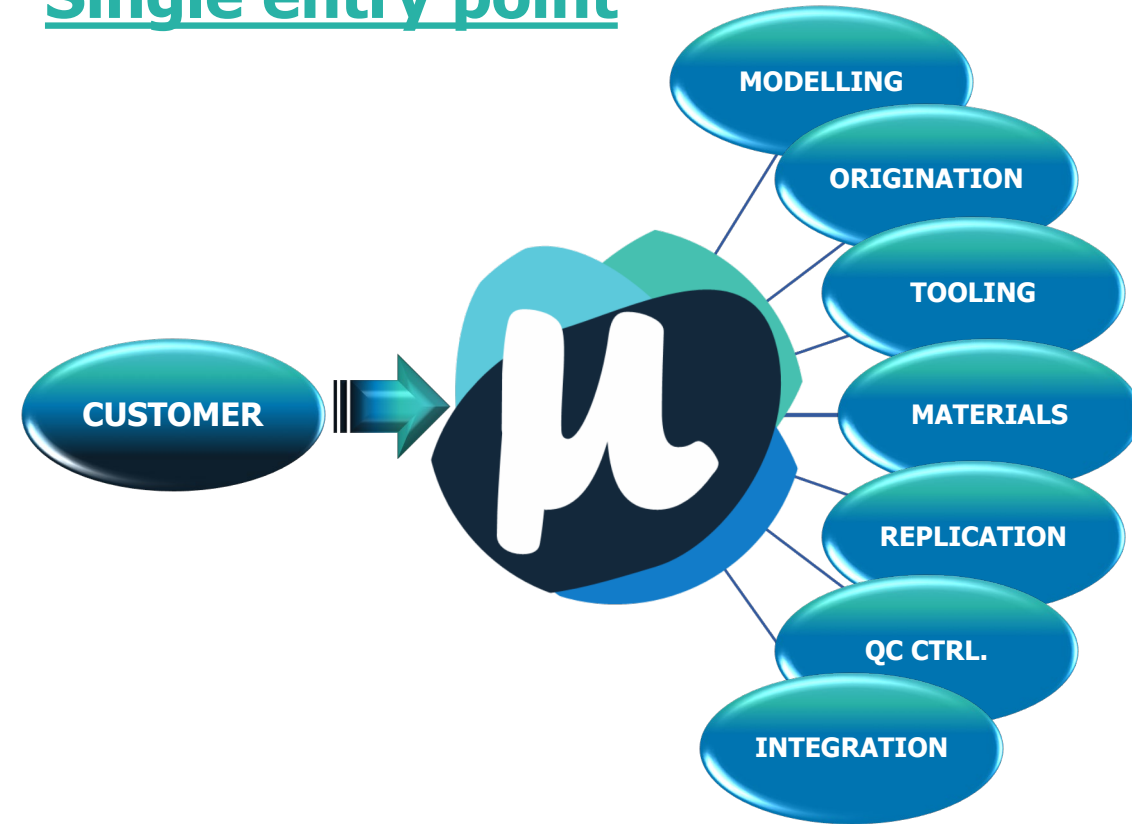 Single entry point
MODELLING
ORIGINATION
TOOLING
CUSTOMER
µ
MATERIALS
REPLICATION
QC CTRL.
INTEGRATION